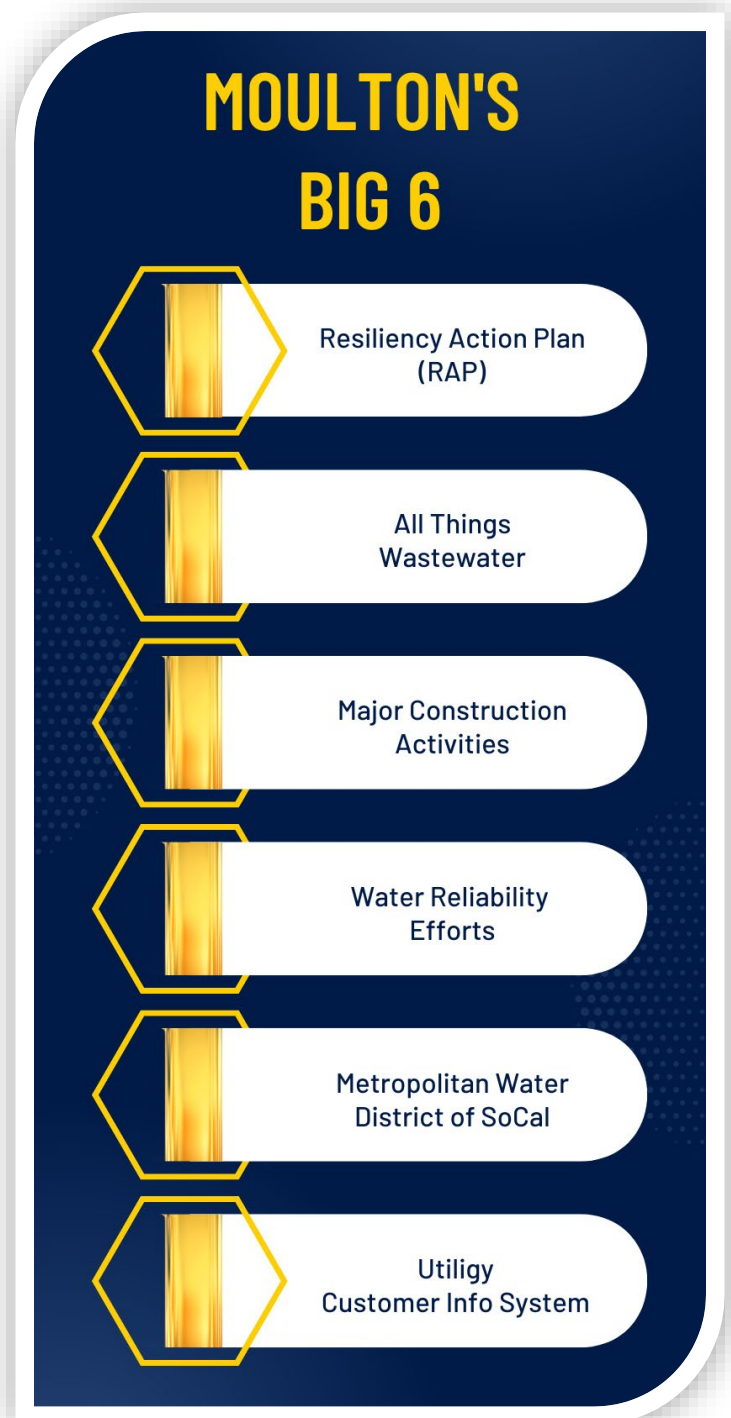 MOULTON'S
BIG 6
Resiliency Action Plan
(RAP)
All Things
Wastewater
Major Construction
Activities
Water Reliability
Efforts
Metropolitan Water
District of SoCal
Utiligy
Customer Info System